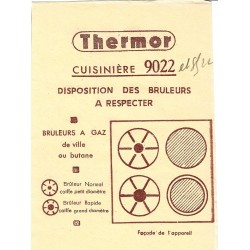 Thermor
CUISINIÈRE 9022
DISPOSITION DES BRULEURS
A RESPECTER
BRULEURS A GAZ
de ville
ou butane
Brûleur Normal
coiffe petit diamètre
Brûleur Rapide
coiffe grand diamètre
Façade de l'appareil